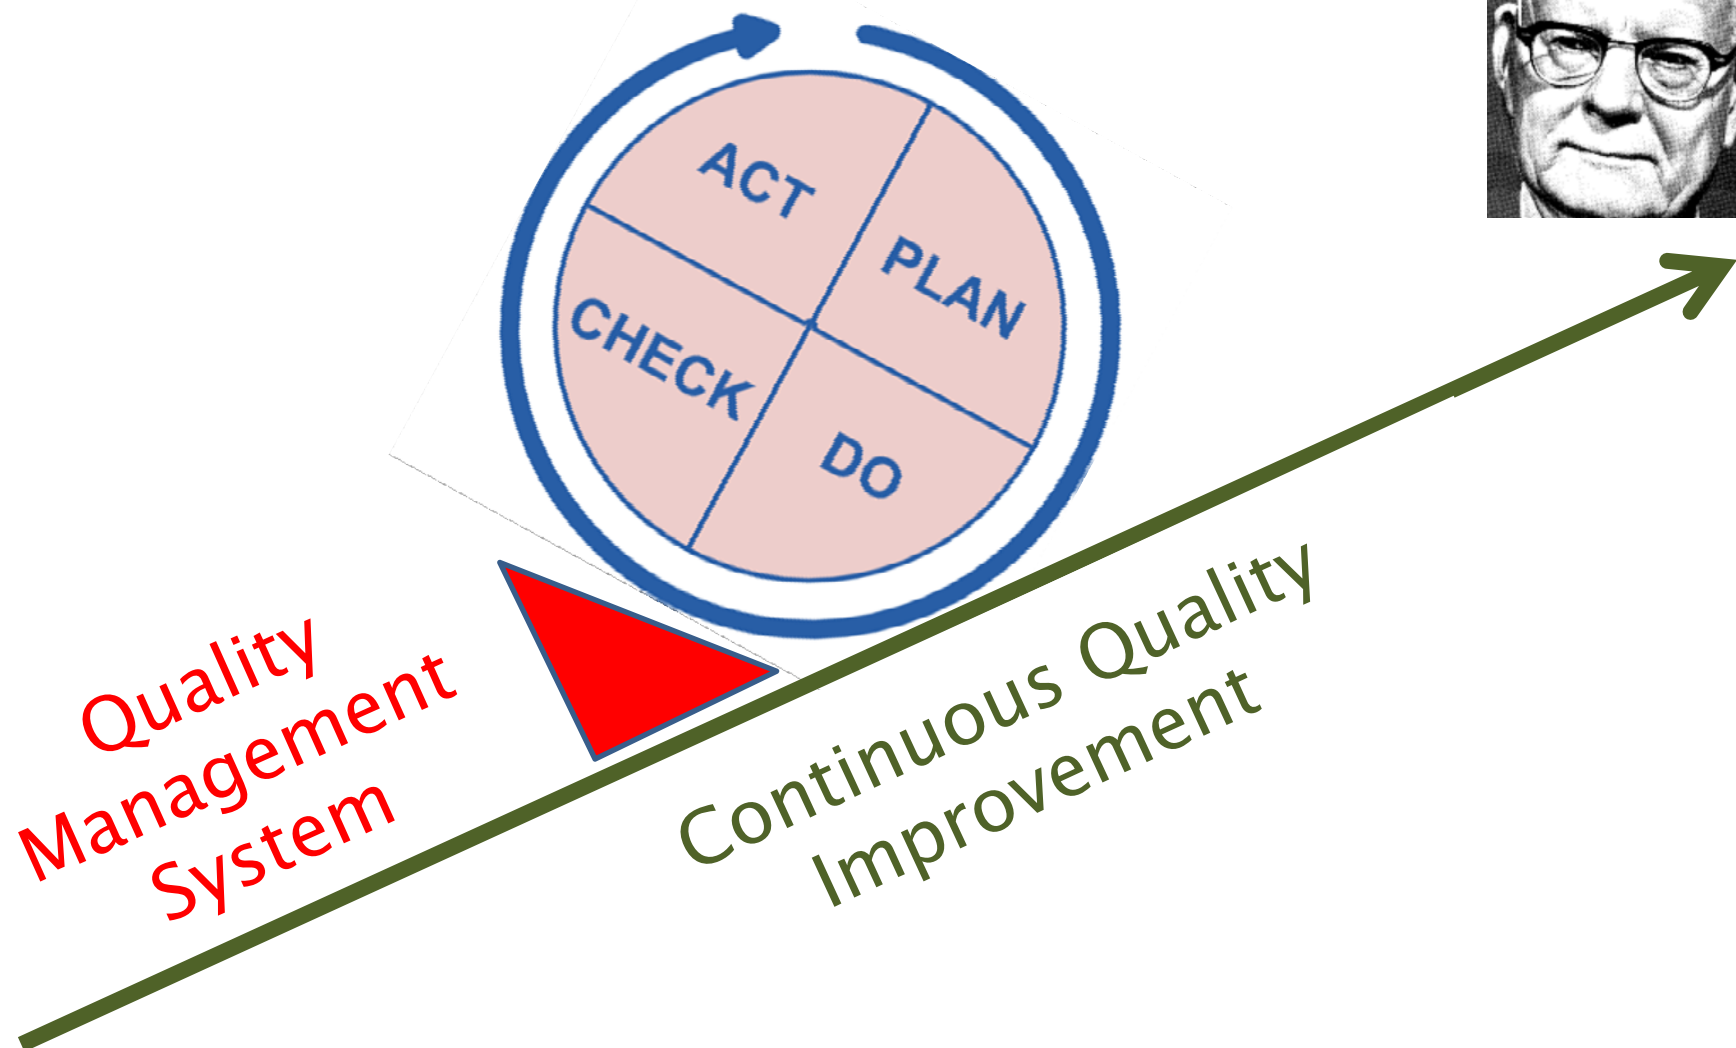 ACT
PLAN
CHECK
DO
Quality
Management
System
Continuous Quality
Improvement